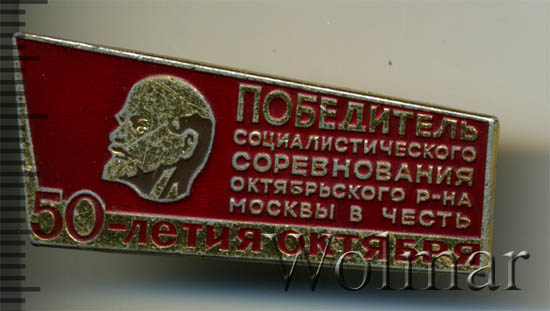 ПОБЕДИТЕЛЬ
СОЦИАЛИСТИЧЕСКОГО
СОРЕВНОВАНИЯ
ОКТЯБРЬСКОГО Р-НА
МОСКВЫ В ЧЕСТЬ
50-летия ОКТЯБРЯ
Wolmar